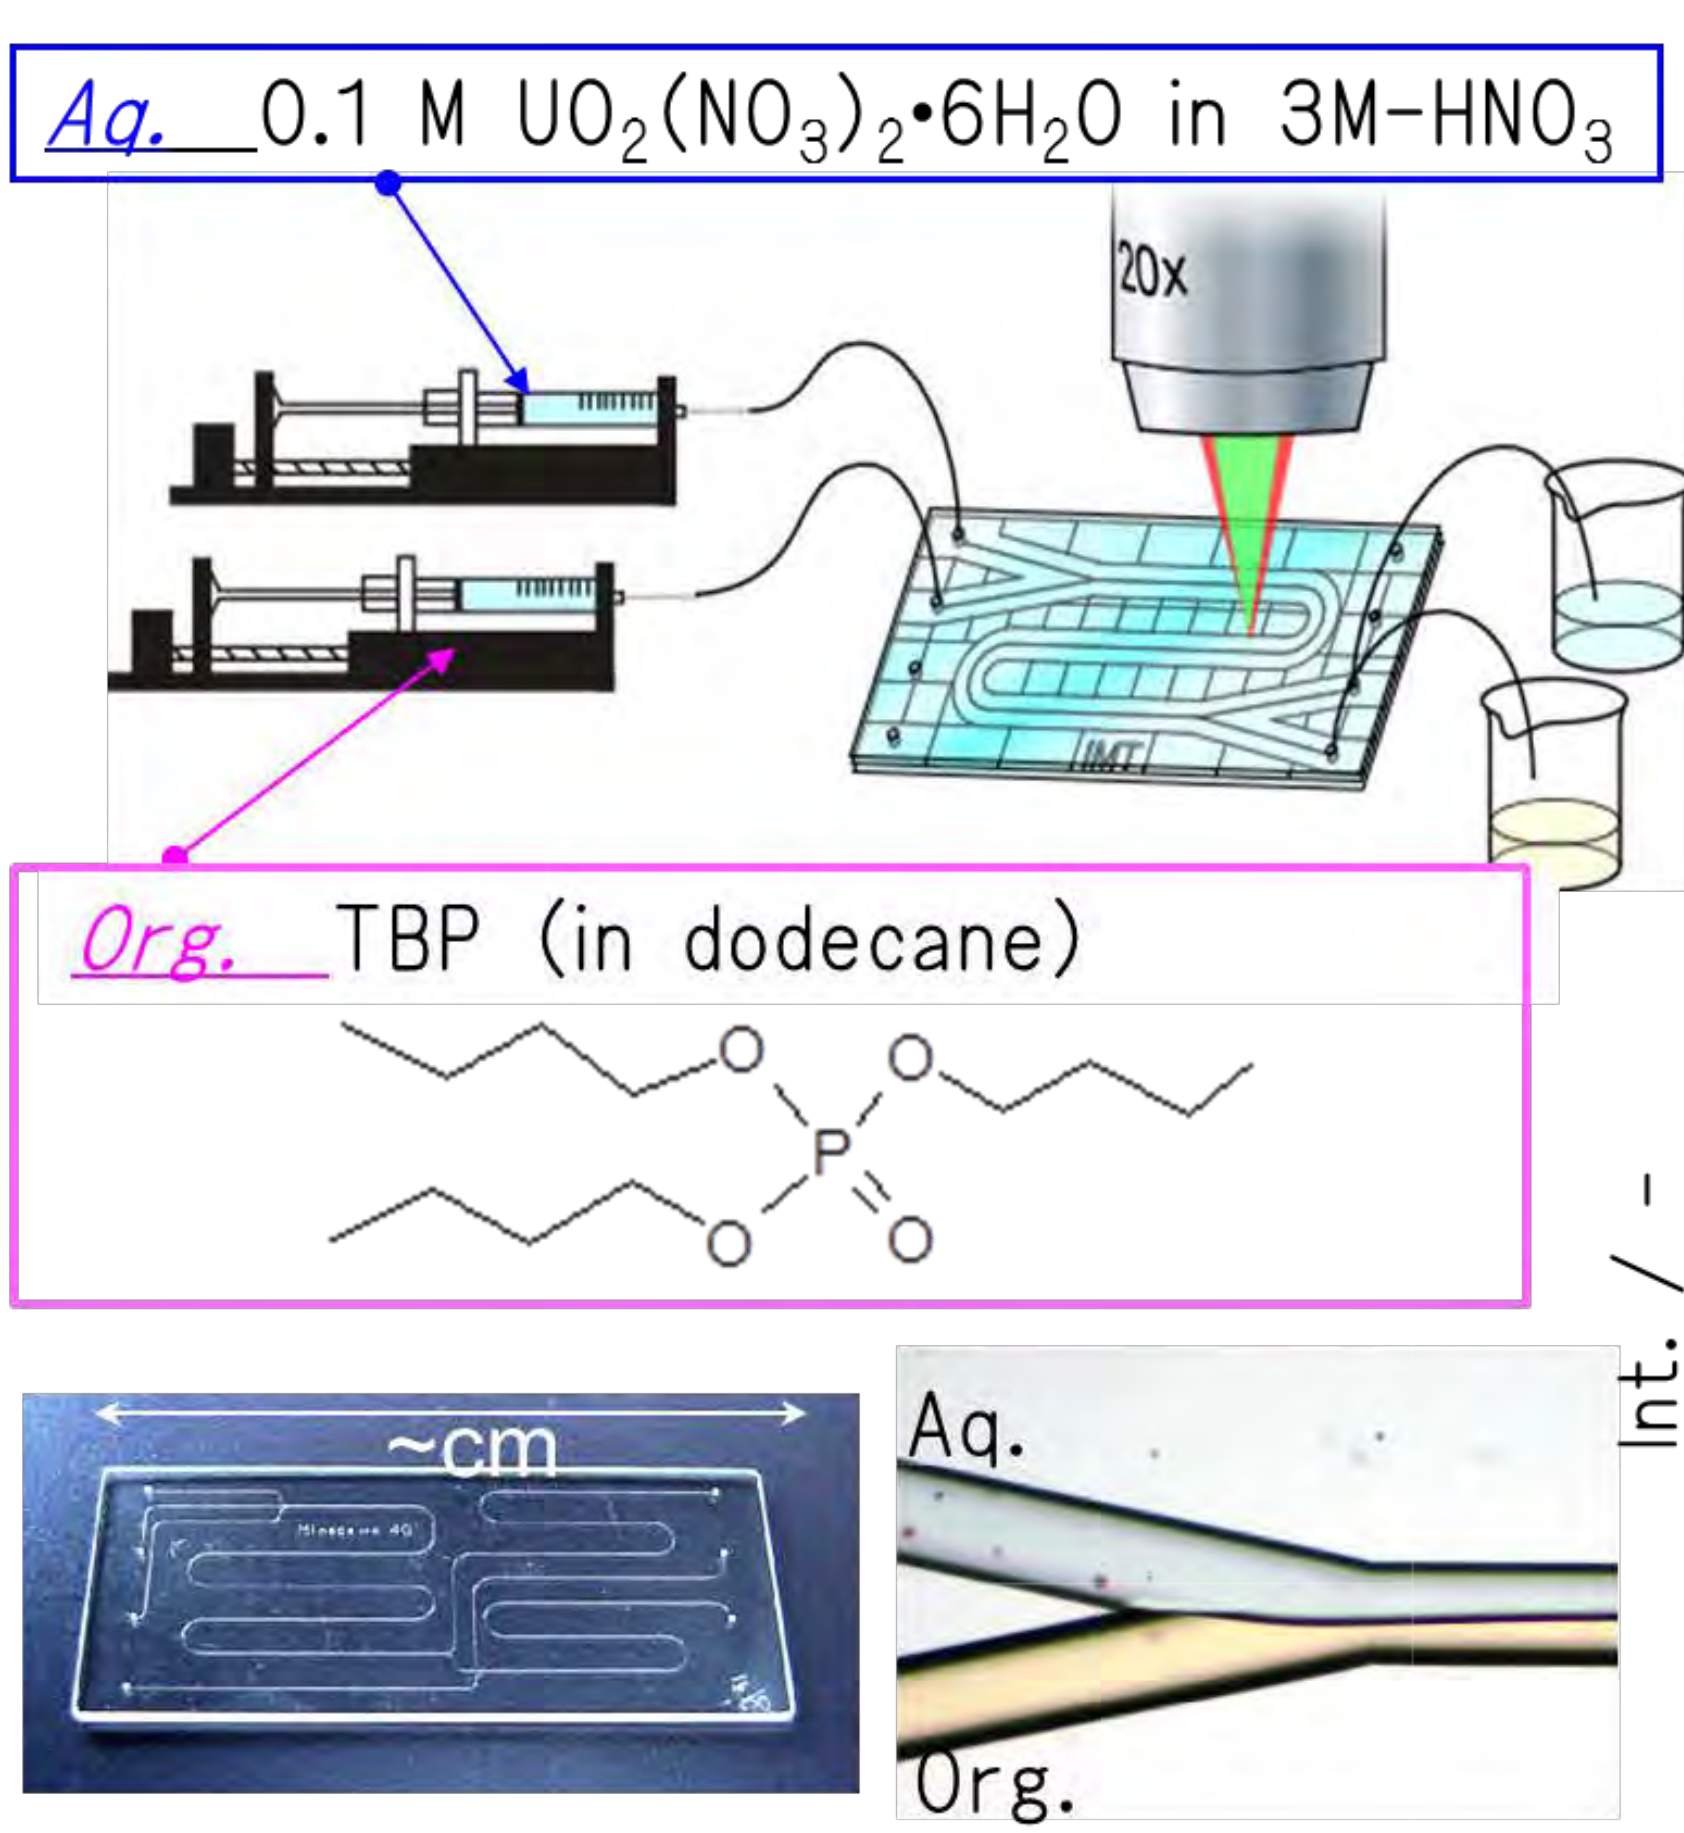 Aq. 0.1 M UO₂(NO₃)₂•6H₂O in 3M-HNO₃
20x
IMT
Org. TBP (in dodecane)
O
O
P
O
O
Int. / -
~cm
Aq.
Org.